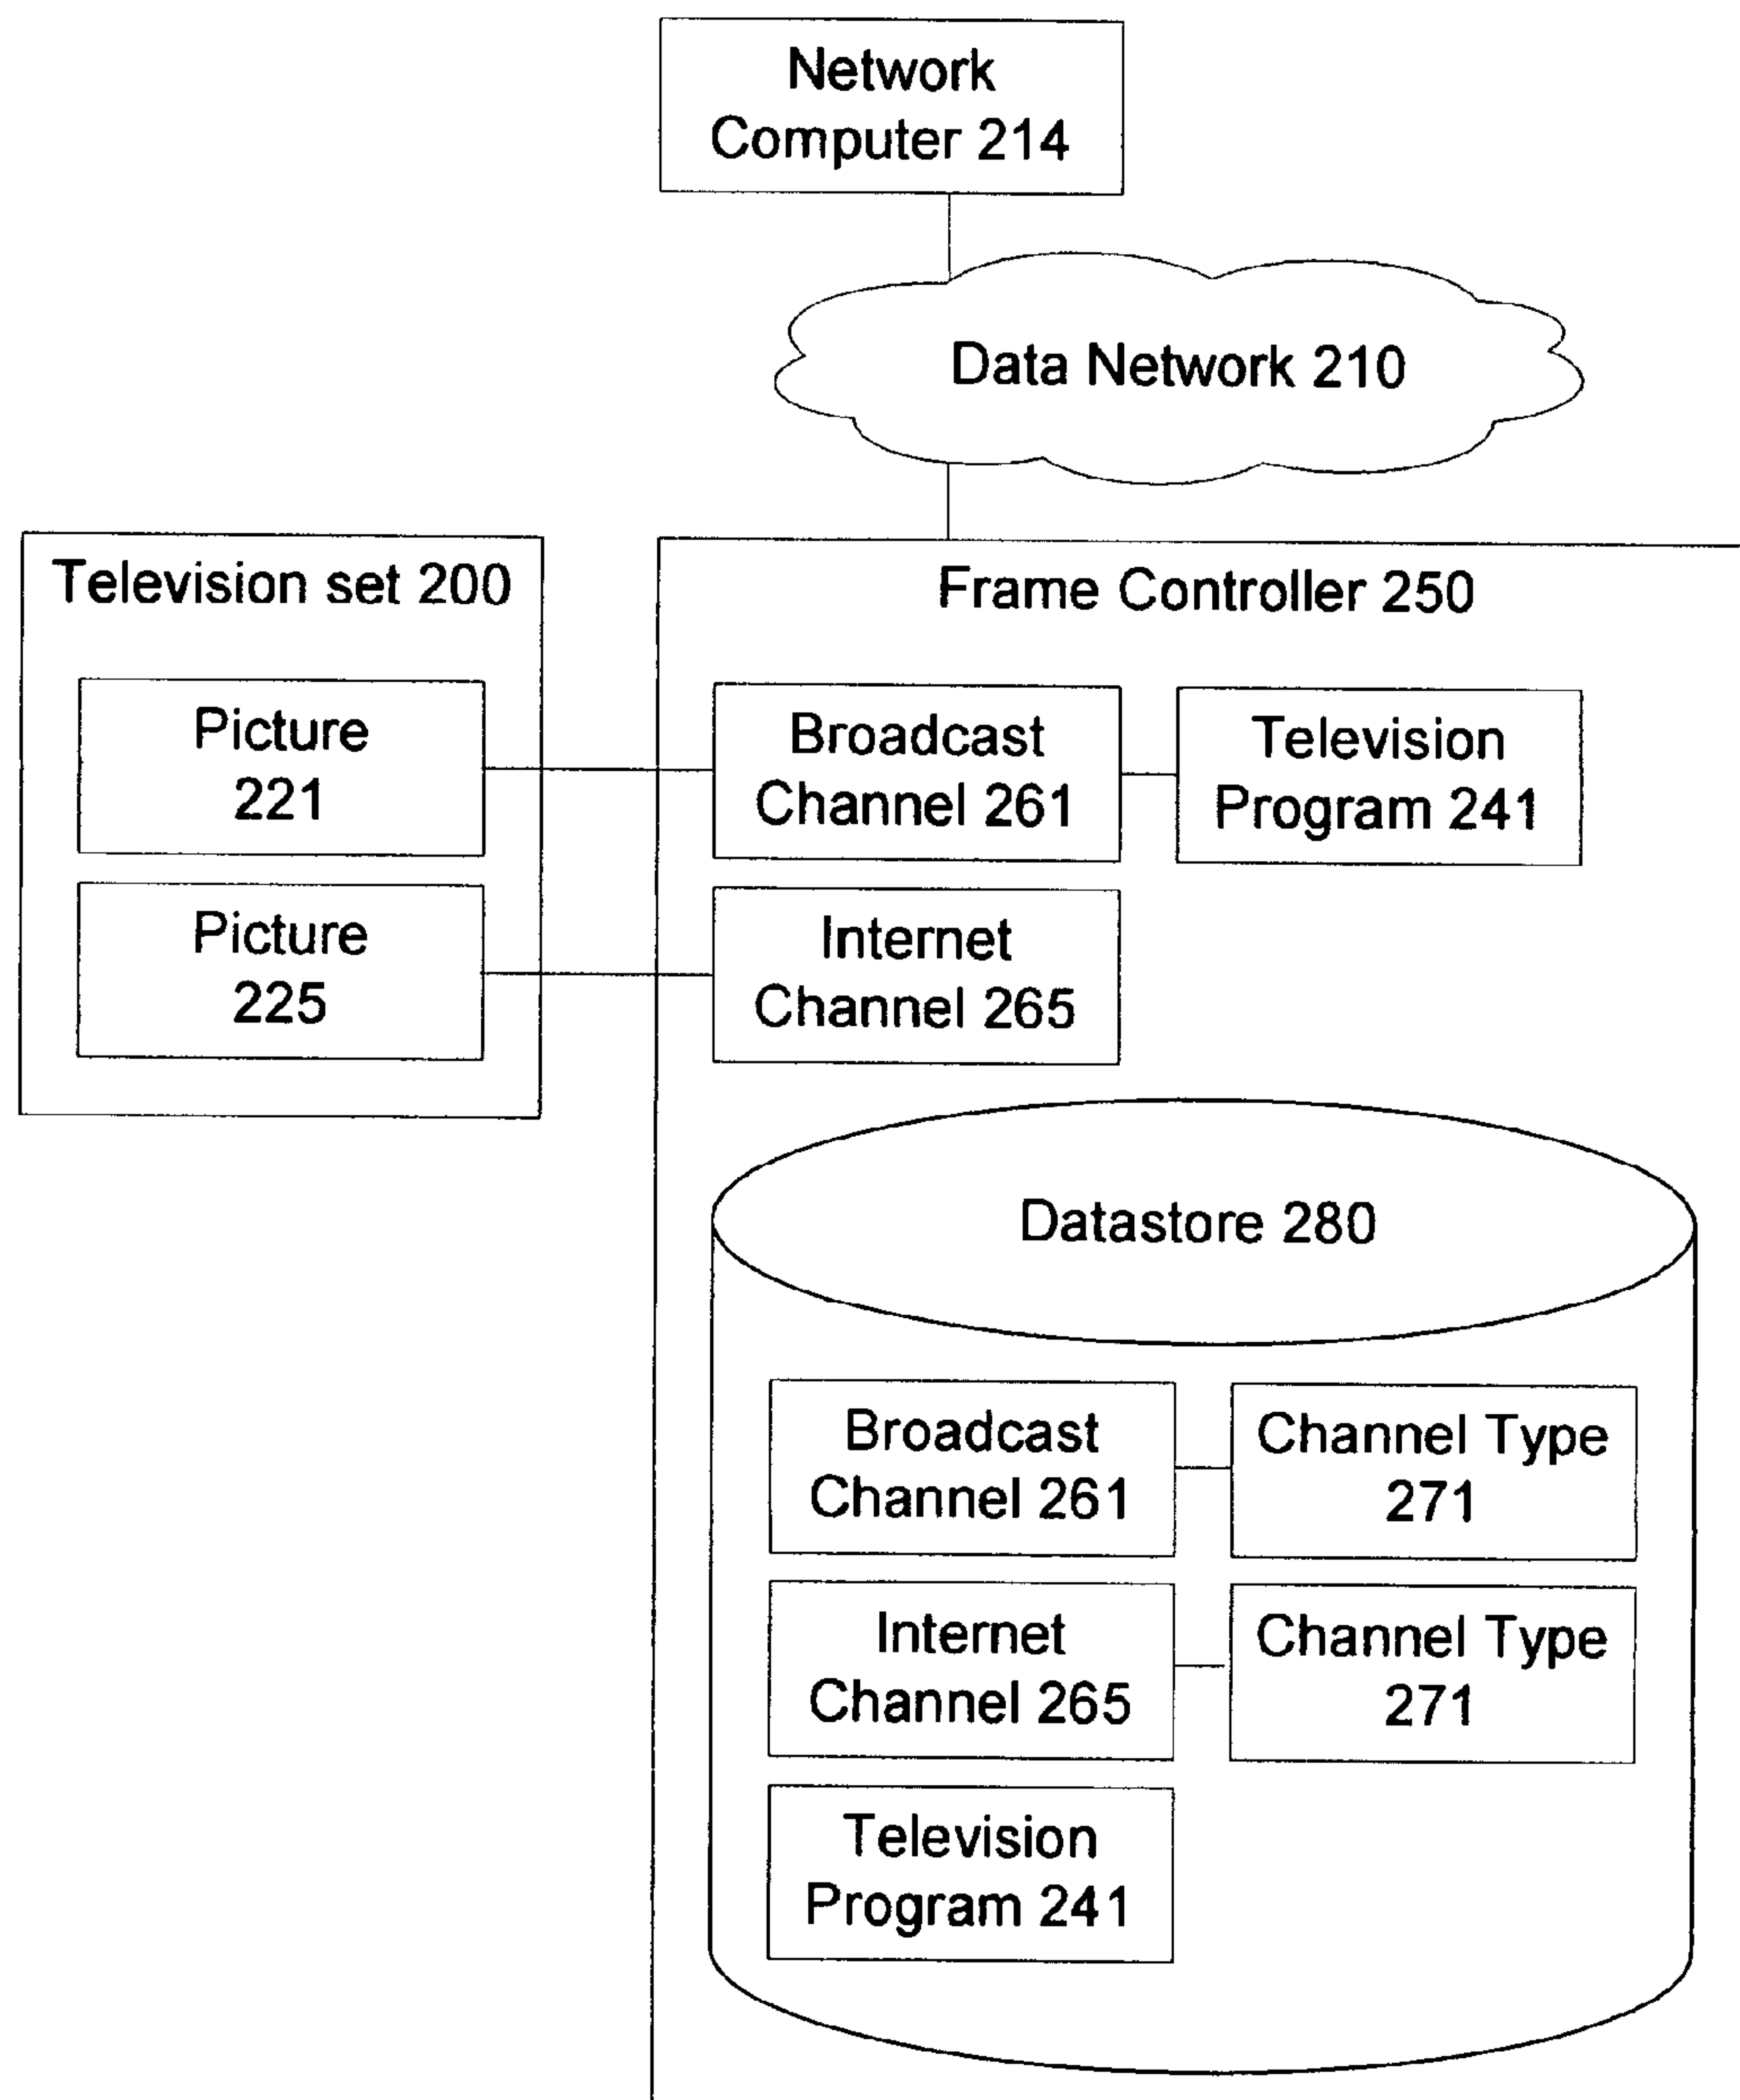 Network
Computer 214
Data Network 210
Television set 200
Picture
221
Picture
225
Frame Controller 250
Broadcast
Channel 261
Television
Program 241
Internet
Channel 265
Datastore 280
Broadcast
Channel 261
Channel Type
271
Internet
Channel 265
Channel Type
271
Television
Program 241